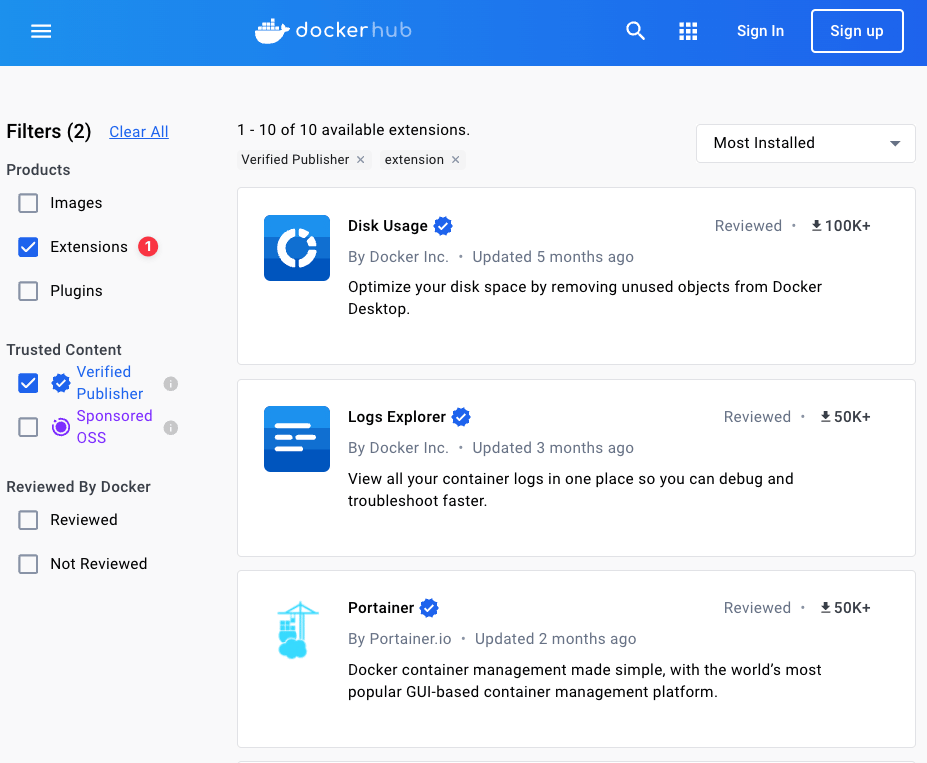 dockerhub
Sign In
Sign up
Filters (2)
Clear All
Products
Images
Extensions
1
Plugins
Trusted Content
Verified
Publisher
i
Sponsored
OSS
i
Reviewed By Docker
Reviewed
Not Reviewed
1 - 10 of 10 available extensions.
Verified Publisher ×
extension ×
Most Installed
Disk Usage
Reviewed • 100K+
By Docker Inc. • Updated 5 months ago
Optimize your disk space by removing unused objects from Docker
Desktop.
Logs Explorer
Reviewed • 50K+
By Docker Inc. • Updated 3 months ago
View all your container logs in one place so you can debug and
troubleshoot faster.
Portainer
Reviewed • 50K+
By Portainer.io • Updated 2 months ago
Docker container management made simple, with the world’s most
popular GUI-based container management platform.